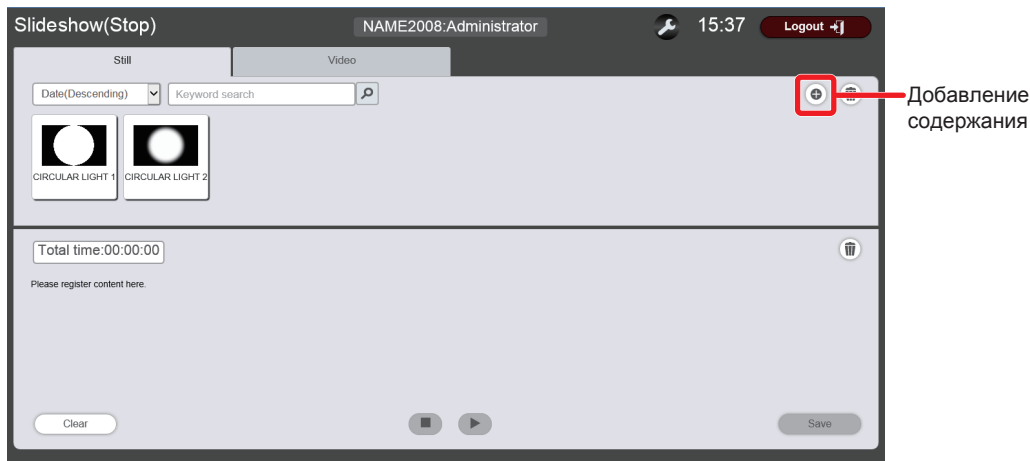 Slideshow(Stop)
NAME2008:Administrator
15:37
Logout
Still
Video
Date(Descending)
Keyword search
Добавление
содержания
CIRCULAR LIGHT 1
CIRCULAR LIGHT 2
Total time:00:00:00
Please register content here.
Clear
Save